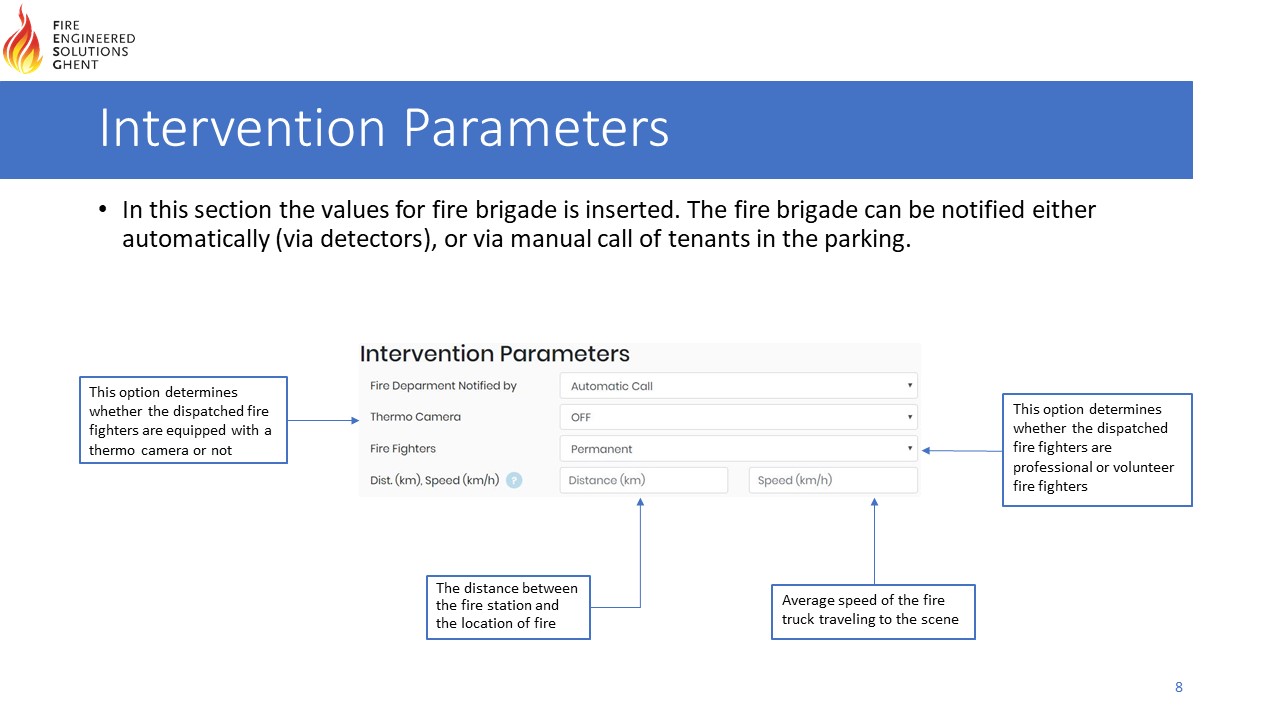 FIRE
ENGINEERED
SOLUTIONS
GHENT
Intervention Parameters
• In this section the values for fire brigade is inserted. The fire brigade can be notified either
automatically (via detectors), or via manual call of tenants in the parking.
Intervention Parameters
Fire Deparment Notified by
Automatic Call
Thermo Camera
OFF
Fire Fighters
Permanent
Dist. (km), Speed (km/h) ?
Distance (km)
Speed (km/h)
This option determines
whether the dispatched fire
fighters are equipped with a
thermo camera or not
This option determines
whether the dispatched
fire fighters are
professional or volunteer
fire fighters
The distance between
the fire station and
the location of fire
Average speed of the fire
truck traveling to the scene
8